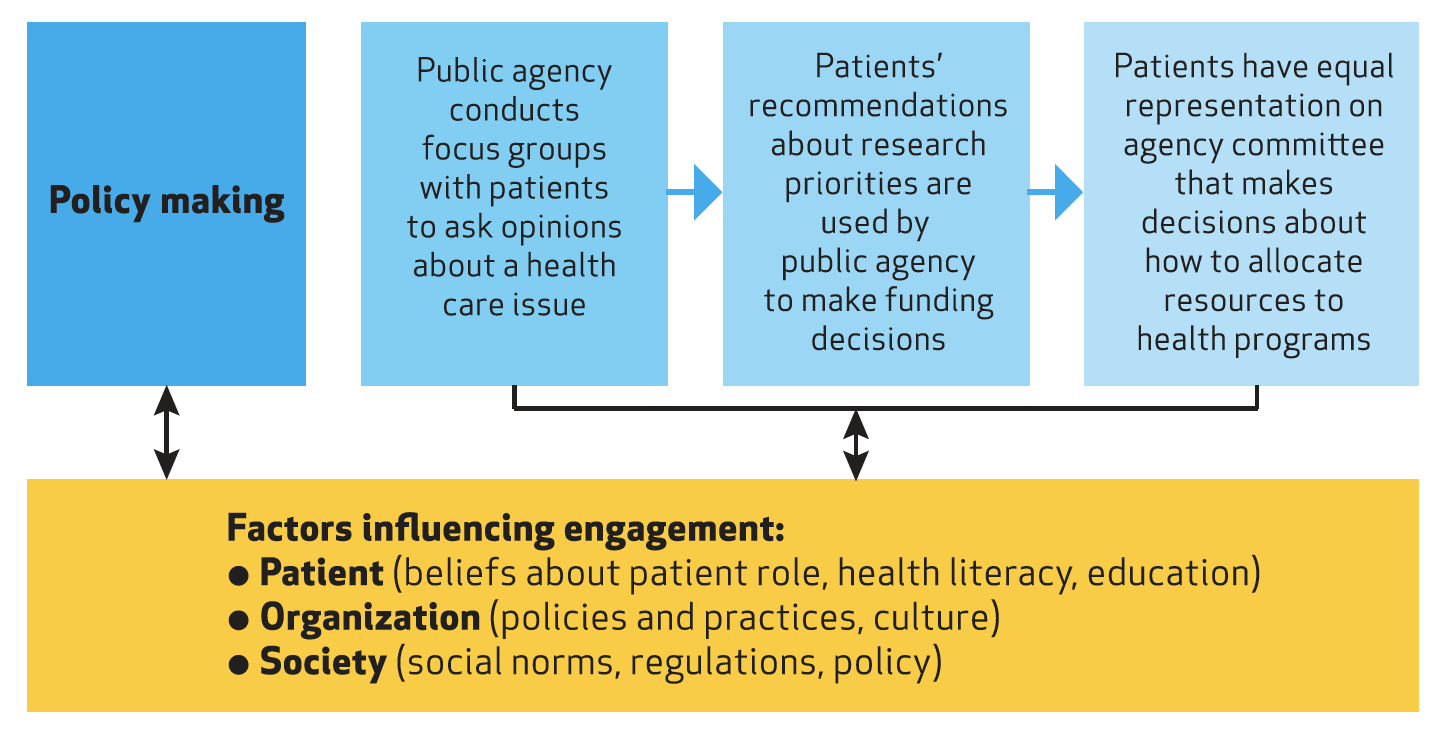 Policy making
Public agency
conducts
focus groups
with patients
to ask opinions
about a health
care issue
Patients’
recommendations
about research
priorities are
used by
public agency
to make funding
decisions
Patients have equal
representation on
agency committee
that makes
decisions about
how to allocate
resources to
health programs
Factors influencing engagement:
● Patient (beliefs about patient role, health literacy, education)
● Organization (policies and practices, culture)
● Society (social norms, regulations, policy)